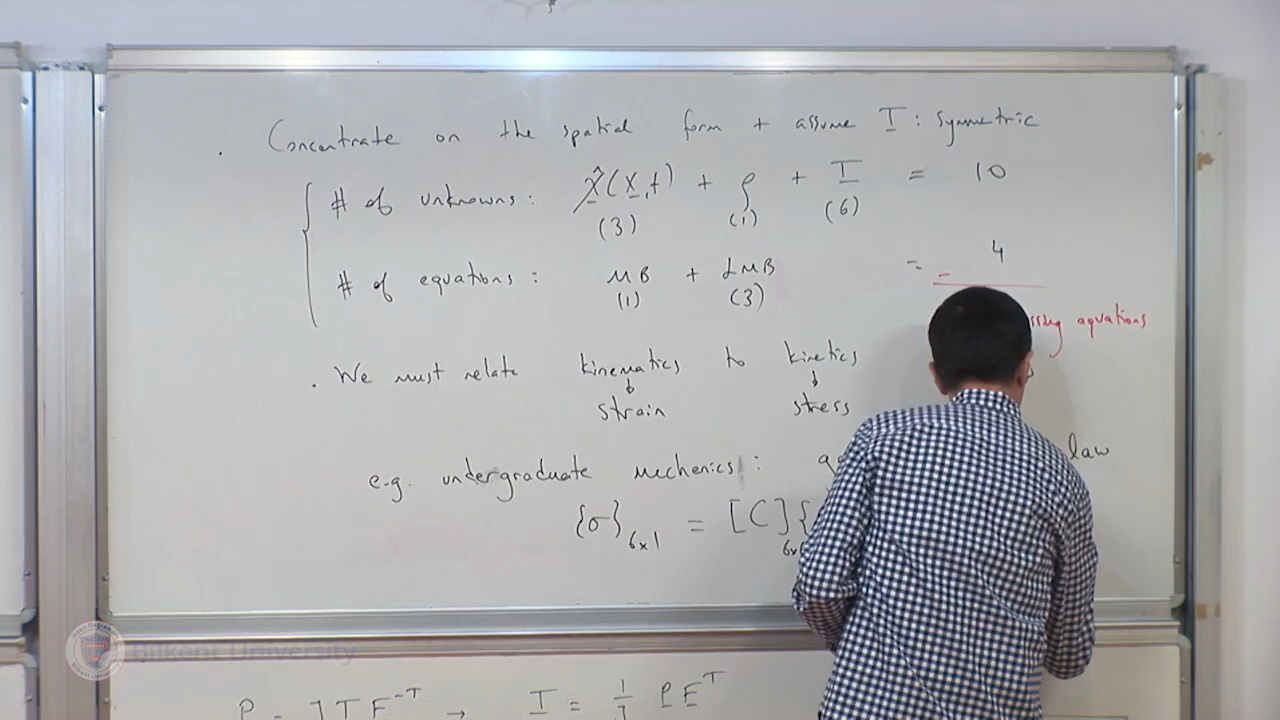 . Concentrate on the spatial form + assume T : symmetric
# of unknowns : χ̂(X,t) + ρ + T = 10
(3) (1) (6)
# of equations : MB + LMB = 4
(1) (3) -
equations
. We must relate kinematics to kinetics
↓ ↓
strain stress
e.g. undergraduate mechanics : law
{σ}6x1 = [C]{
P = J T F^-T → T = 1/J P F^T
Bilkent University